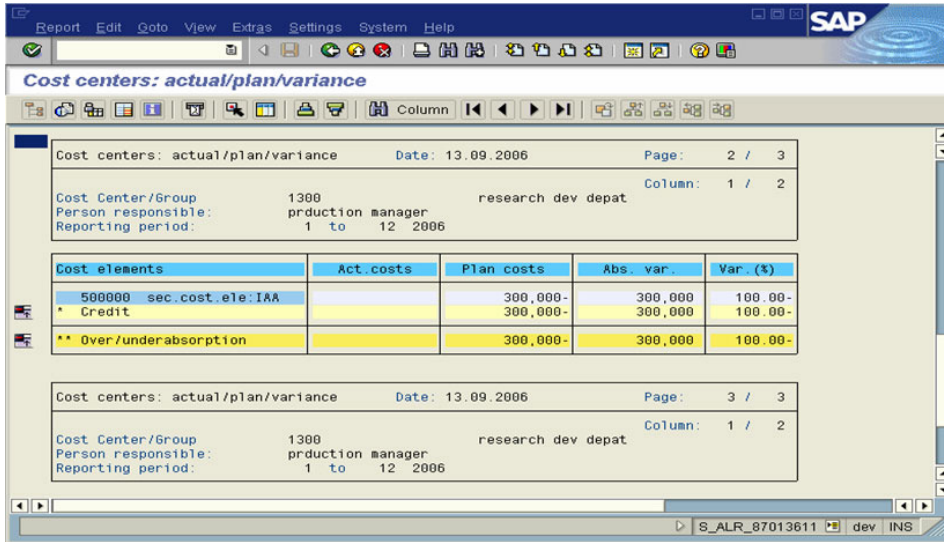 Report Edit Goto View Extras Settings System Help
SAP
Cost centers: actual/plan/variance
Column
Cost centers: actual/plan/variance Date: 13.09.2006 Page: 2 / 3
Column: 1 / 2
Cost Center/Group 1300 research dev depat
Person responsible: prduction manager
Reporting period: 1 to 12 2006
Cost elements Act.costs Plan costs Abs. var. Var.(%)
500000 sec.cost.ele:IAA 300,000- 300,000 100.00-
* Credit 300,000- 300,000 100.00-
** Over/underabsorption 300,000- 300,000 100.00-
Cost centers: actual/plan/variance Date: 13.09.2006 Page: 3 / 3
Column: 1 / 2
Cost Center/Group 1300 research dev depat
Person responsible: prduction manager
Reporting period: 1 to 12 2006
S_ALR_87013611 dev INS